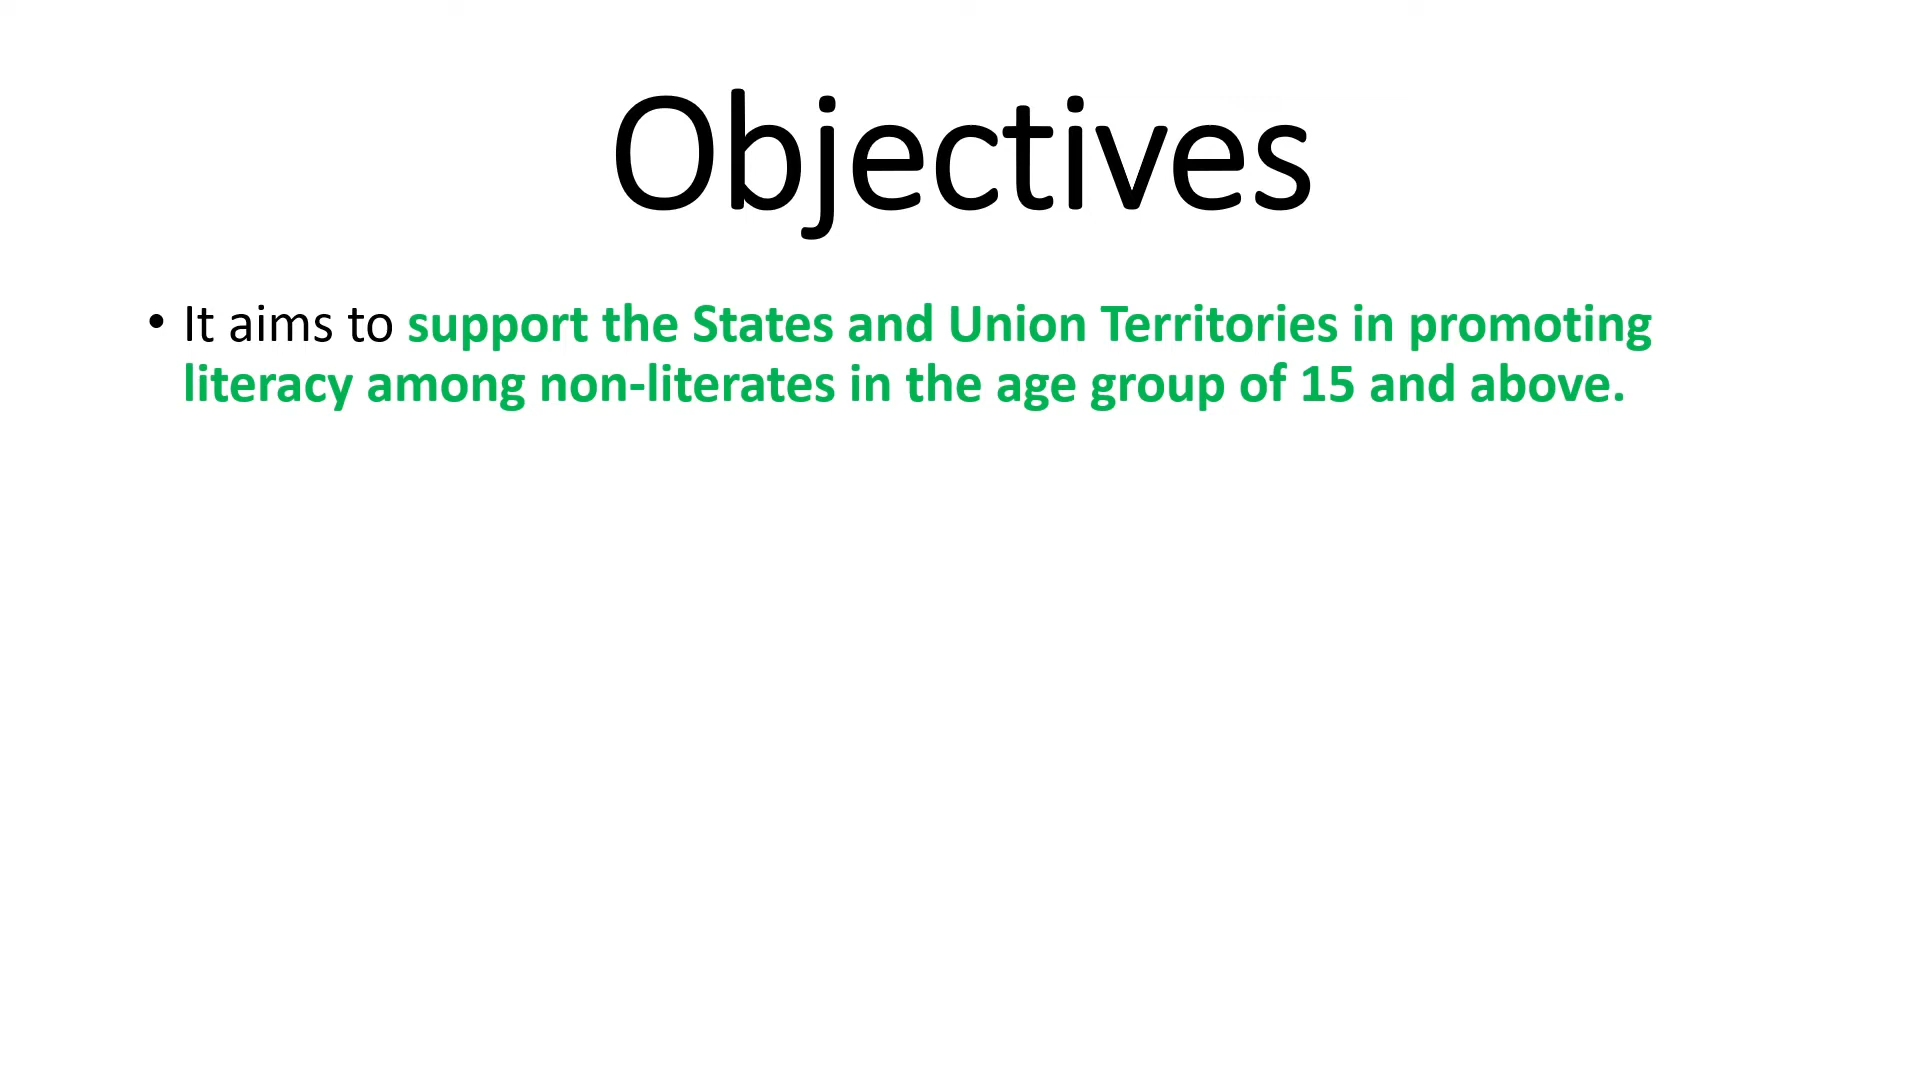 Objectives
• It aims to support the States and Union Territories in promoting
literacy among non-literates in the age group of 15 and above.